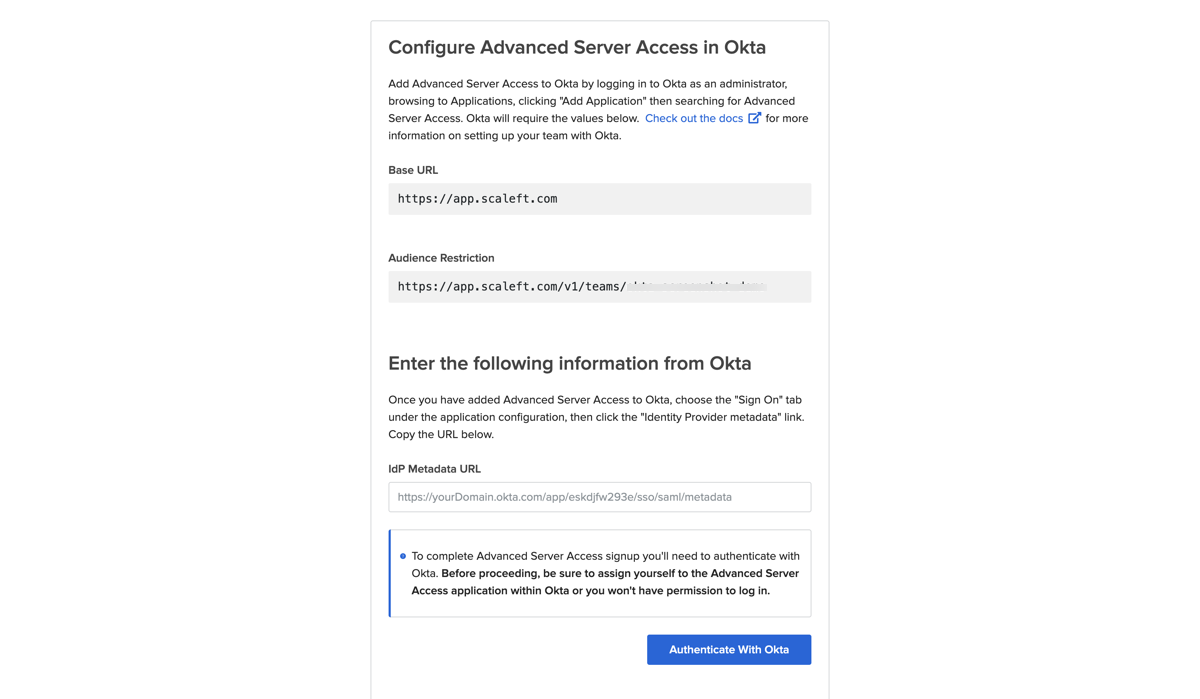 Configure Advanced Server Access in Okta
Add Advanced Server Access to Okta by logging in to Okta as an administrator,
browsing to Applications, clicking "Add Application" then searching for Advanced
Server Access. Okta will require the values below. Check out the docs for more
information on setting up your team with Okta.
Base URL
https://app.scaleft.com
Audience Restriction
https://app.scaleft.com/v1/teams/
Enter the following information from Okta
Once you have added Advanced Server Access to Okta, choose the "Sign On" tab
under the application configuration, then click the "Identity Provider metadata" link.
Copy the URL below.
IdP Metadata URL
https://yourDomain.okta.com/app/eskdjfw293e/sso/saml/metadata
To complete Advanced Server Access signup you'll need to authenticate with
Okta. Before proceeding, be sure to assign yourself to the Advanced Server
Access application within Okta or you won't have permission to log in.
Authenticate With Okta